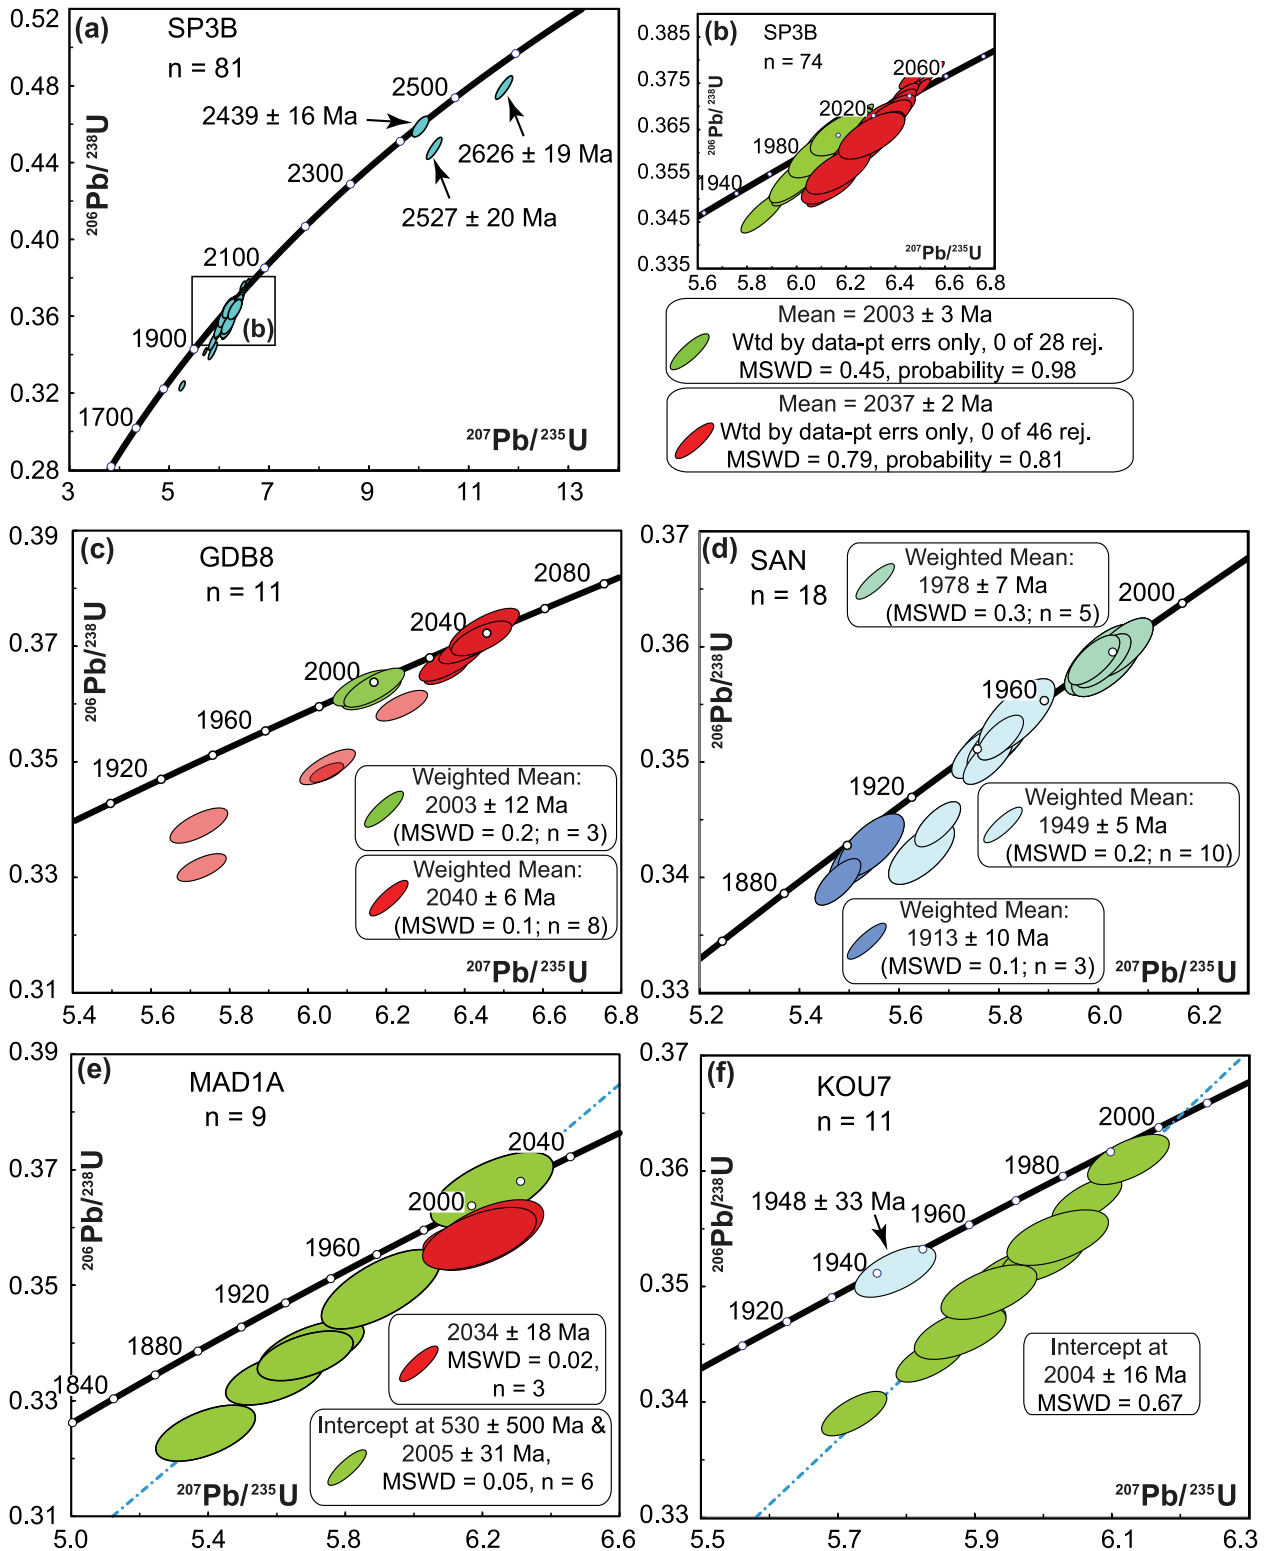 (a)
SP3B
n = 81
0.52
0.48
0.44
0.40
0.36
0.32
0.28
206Pb/238U
2439 ± 16 Ma
2500
2626 ± 19 Ma
2300
2527 ± 20 Ma
2100
1900
(b)
1700
207Pb/235U
3 5 7 9 11 13
(b)
SP3B
n = 74
0.385
0.375
0.365
0.355
0.345
0.335
206Pb/238U
2060
2020
1980
1940
207Pb/235U
5.6 5.8 6.0 6.2 6.4 6.6 6.8
Mean = 2003 ± 3 Ma
Wtd by data-pt errs only, 0 of 28 rej.
MSWD = 0.45, probability = 0.98
Mean = 2037 ± 2 Ma
Wtd by data-pt errs only, 0 of 46 rej.
MSWD = 0.79, probability = 0.81
(c)
GDB8
n = 11
0.39
0.37
0.35
0.33
0.31
206Pb/238U
2080
2040
2000
1960
1920
Weighted Mean:
2003 ± 12 Ma
(MSWD = 0.2; n = 3)
Weighted Mean:
2040 ± 6 Ma
(MSWD = 0.1; n = 8)
207Pb/235U
5.4 5.6 5.8 6.0 6.2 6.4 6.6 6.8
(d)
SAN
n = 18
0.37
0.36
0.35
0.34
0.33
206Pb/238U
Weighted Mean:
1978 ± 7 Ma
(MSWD = 0.3; n = 5)
2000
1960
1920
1880
Weighted Mean:
1949 ± 5 Ma
(MSWD = 0.2; n = 10)
Weighted Mean:
1913 ± 10 Ma
(MSWD = 0.1; n = 3)
207Pb/235U
5.2 5.4 5.6 5.8 6.0 6.2
(e)
MAD1A
n = 9
0.39
0.37
0.35
0.33
0.31
206Pb/238U
2040
2000
1960
1920
1880
1840
2034 ± 18 Ma
MSWD = 0.02,
n = 3
Intercept at 530 ± 500 Ma &
2005 ± 31 Ma,
MSWD = 0.05, n = 6
207Pb/235U
5.0 5.4 5.8 6.2 6.6
(f)
KOU7
n = 11
0.37
0.36
0.35
0.34
0.33
206Pb/238U
2000
1980
1948 ± 33 Ma
1960
1940
1920
Intercept at
2004 ± 16 Ma
MSWD = 0.67
207Pb/235U
5.5 5.7 5.9 6.1 6.3